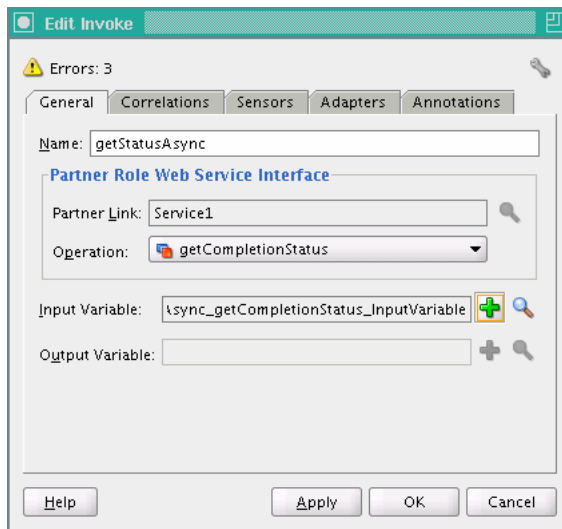 Edit Invoke
Errors: 3
General Correlations Sensors Adapters Annotations
Name: getStatusAsync
Partner Role Web Service Interface
Partner Link: Service1
Operation: getCompletionStatus
Input Variable: \sync_getCompletionStatus_InputVariable
Output Variable:
Help Apply OK Cancel